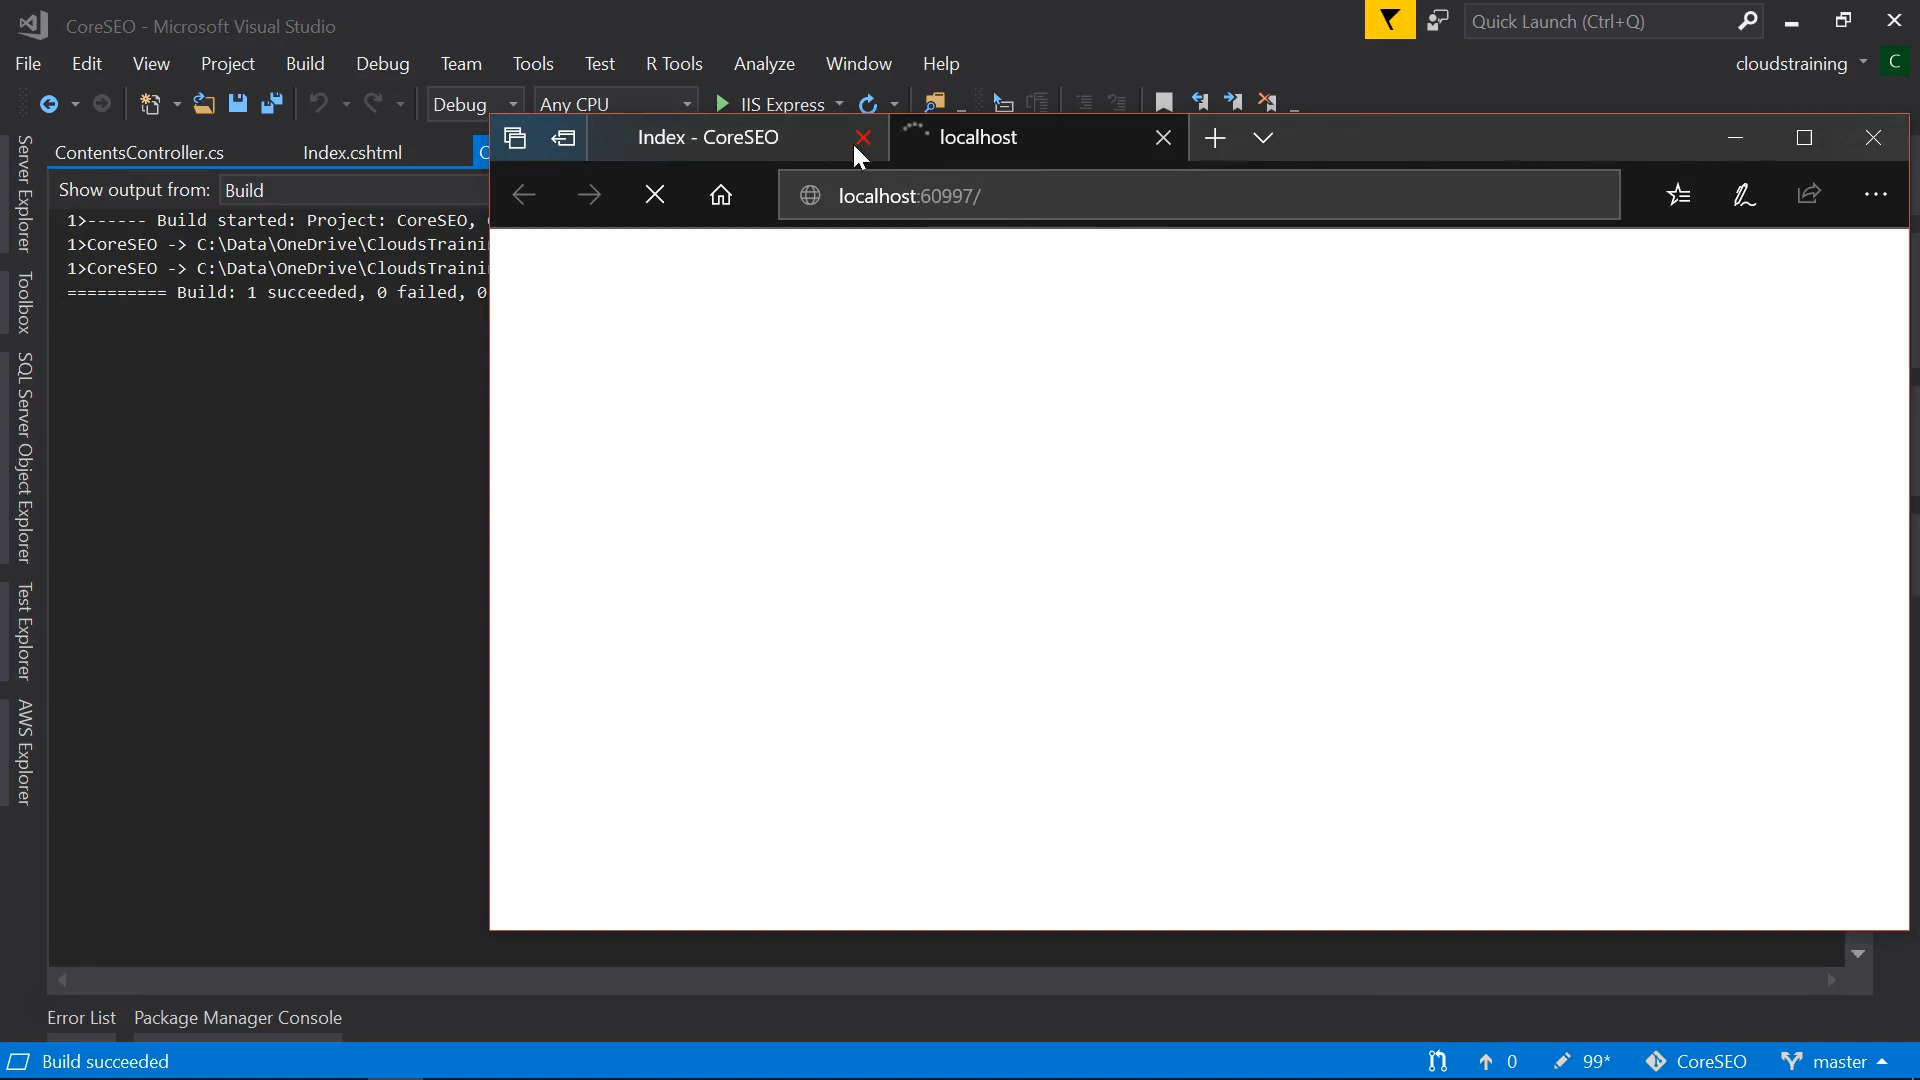 CoreSEO - Microsoft Visual Studio
Quick Launch (Ctrl+Q)
File Edit View Project Build Debug Team Tools Test R Tools Analyze Window Help
cloudstraining C
Debug Any CPU IIS Express
Index - CoreSEO localhost
ContentsController.cs Index.cshtml
Show output from: Build
localhost:60997/
1>------ Build started: Project: CoreSEO,
1>CoreSEO -> C:\Data\OneDrive\CloudsTraini
1>CoreSEO -> C:\Data\OneDrive\CloudsTraini
========== Build: 1 succeeded, 0 failed, 0
Server Explorer
Toolbox
SQL Server Object Explorer
Test Explorer
AWS Explorer
Error List Package Manager Console
Build succeeded
0 99* CoreSEO master